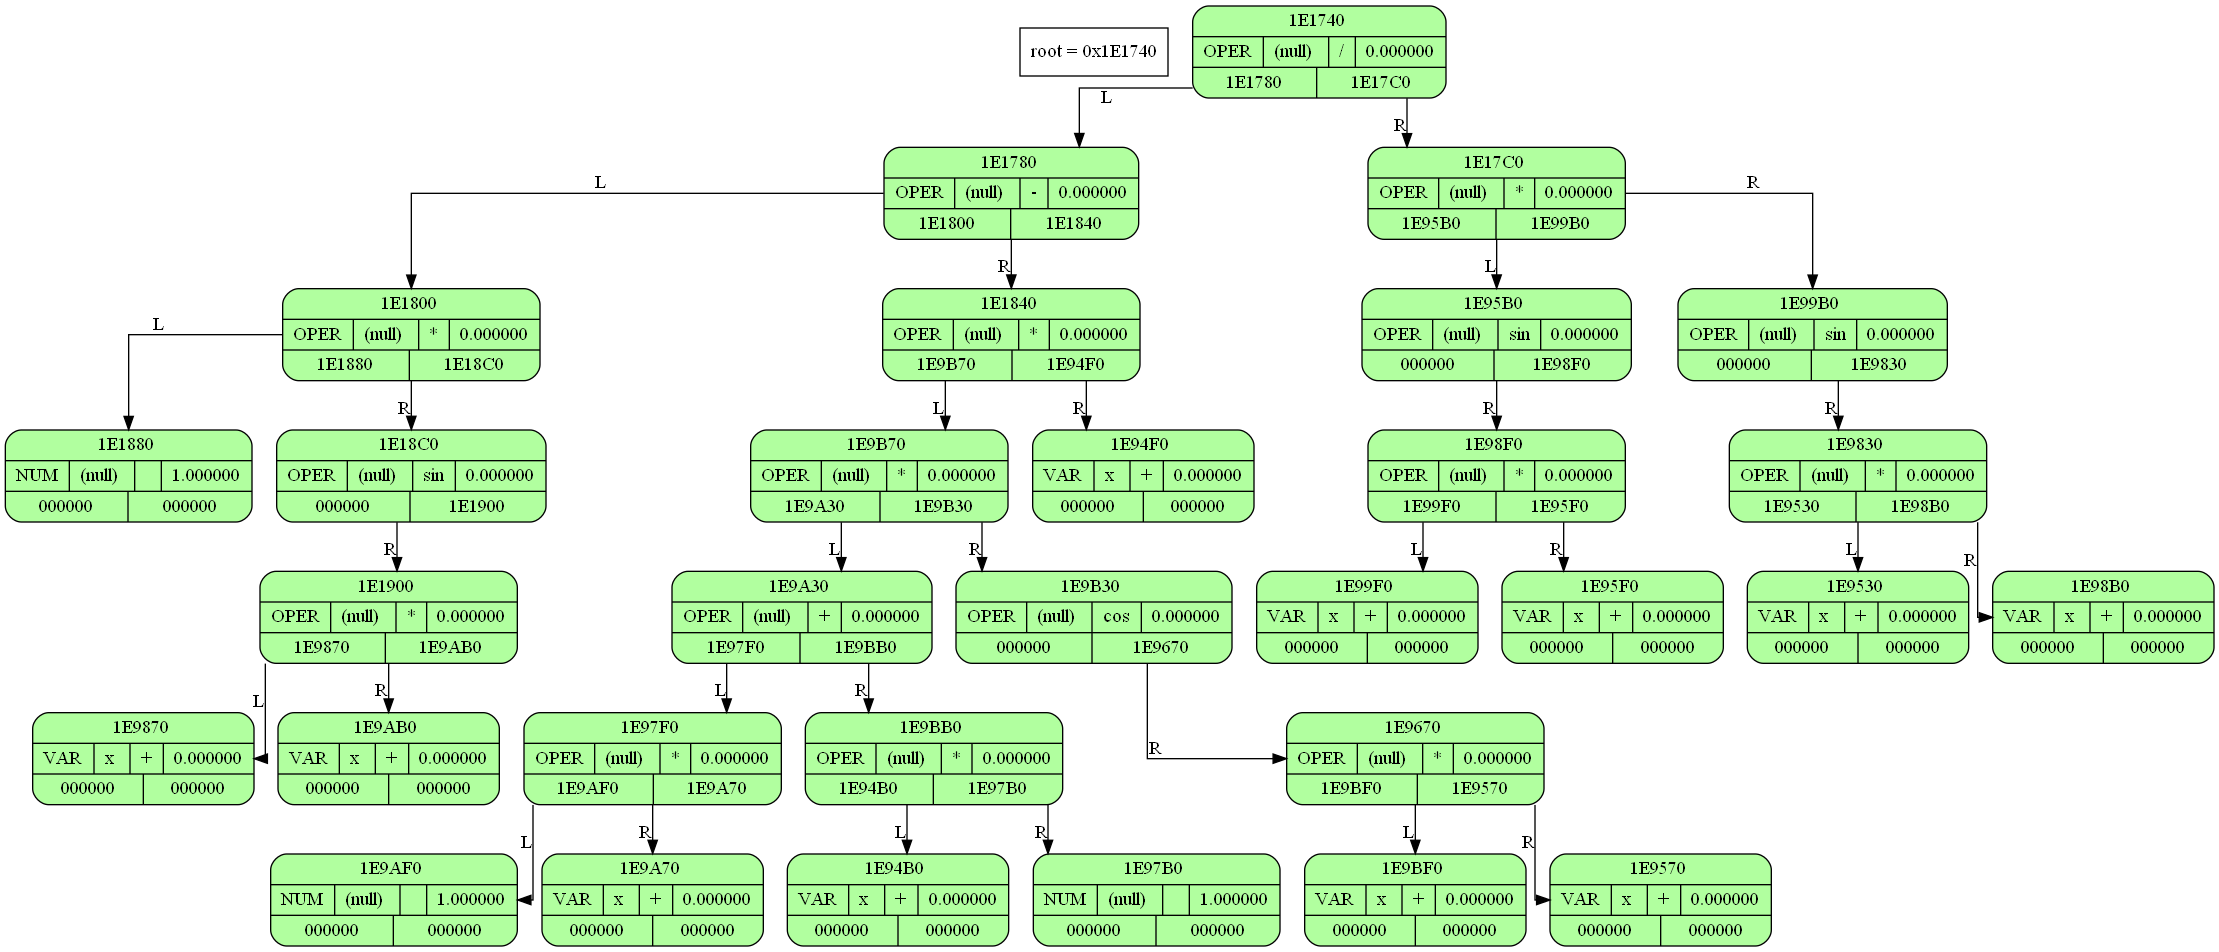 root = 0x1E1740
1E1740
OPER (null) / 0.000000
1E1780 1E17C0
L
R
1E1780
OPER (null) - 0.000000
1E1800 1E1840
1E17C0
OPER (null) * 0.000000
1E95B0 1E99B0
L
R
L
R
1E1800
OPER (null) * 0.000000
1E1880 1E18C0
1E1840
OPER (null) * 0.000000
1E9B70 1E94F0
1E95B0
OPER (null) sin 0.000000
000000 1E98F0
1E99B0
OPER (null) sin 0.000000
000000 1E9830
L
R
L
R
R
R
1E1880
NUM (null) 1.000000
000000 000000
1E18C0
OPER (null) sin 0.000000
000000 1E1900
1E9B70
OPER (null) * 0.000000
1E9A30 1E9B30
1E94F0
VAR x + 0.000000
000000 000000
1E98F0
OPER (null) * 0.000000
1E99F0 1E95F0
1E9830
OPER (null) * 0.000000
1E9530 1E98B0
R
L
R
L
R
L
R
1E1900
OPER (null) * 0.000000
1E9870 1E9AB0
1E9A30
OPER (null) + 0.000000
1E97F0 1E9BB0
1E9B30
OPER (null) cos 0.000000
000000 1E9670
1E99F0
VAR x + 0.000000
000000 000000
1E95F0
VAR x + 0.000000
000000 000000
1E9530
VAR x + 0.000000
000000 000000
1E98B0
VAR x + 0.000000
000000 000000
L
R
L
R
R
1E9870
VAR x + 0.000000
000000 000000
1E9AB0
VAR x + 0.000000
000000 000000
1E97F0
OPER (null) * 0.000000
1E9AF0 1E9A70
1E9BB0
OPER (null) * 0.000000
1E94B0 1E97B0
1E9670
OPER (null) * 0.000000
1E9BF0 1E9570
L
R
L
R
L
R
1E9AF0
NUM (null) 1.000000
000000 000000
1E9A70
VAR x + 0.000000
000000 000000
1E94B0
VAR x + 0.000000
000000 000000
1E97B0
NUM (null) 1.000000
000000 000000
1E9BF0
VAR x + 0.000000
000000 000000
1E9570
VAR x + 0.000000
000000 000000